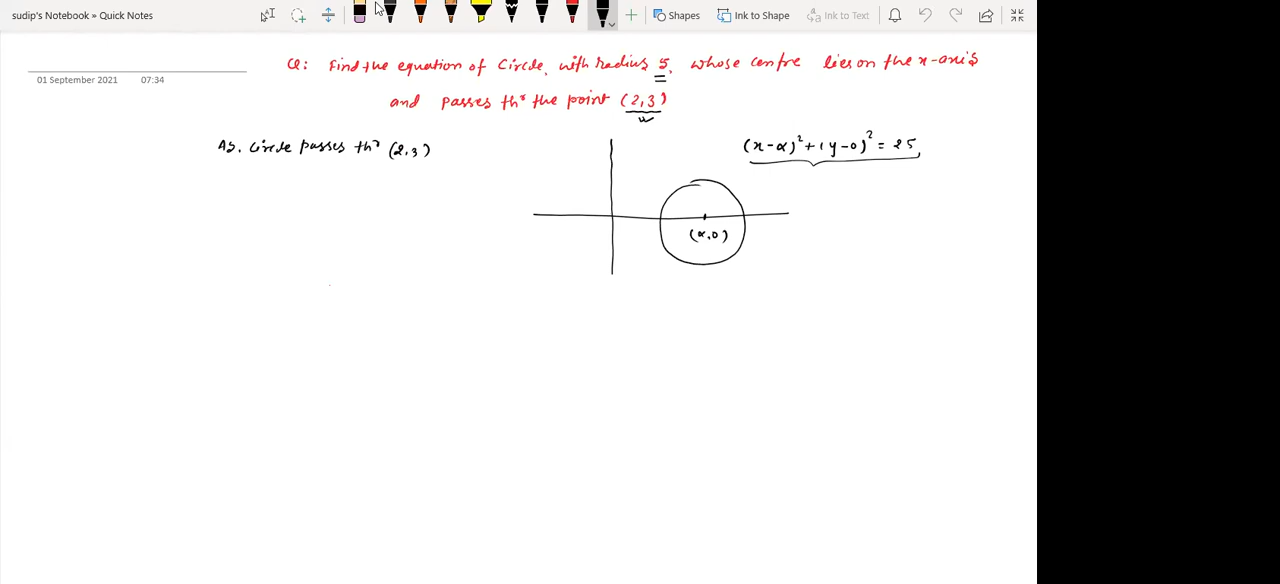 sudip's Notebook » Quick Notes
Shapes
Ink to Shape
Ink to Text
Q: Find the equation of Circle, with radius 5, whose centre lies on the x-axis
01 September 2021 07:34
and passes thr the point (2,3)
As. Circle passes thr (2,3)
(x-α)²+(y-0)² = 25
(α,0)